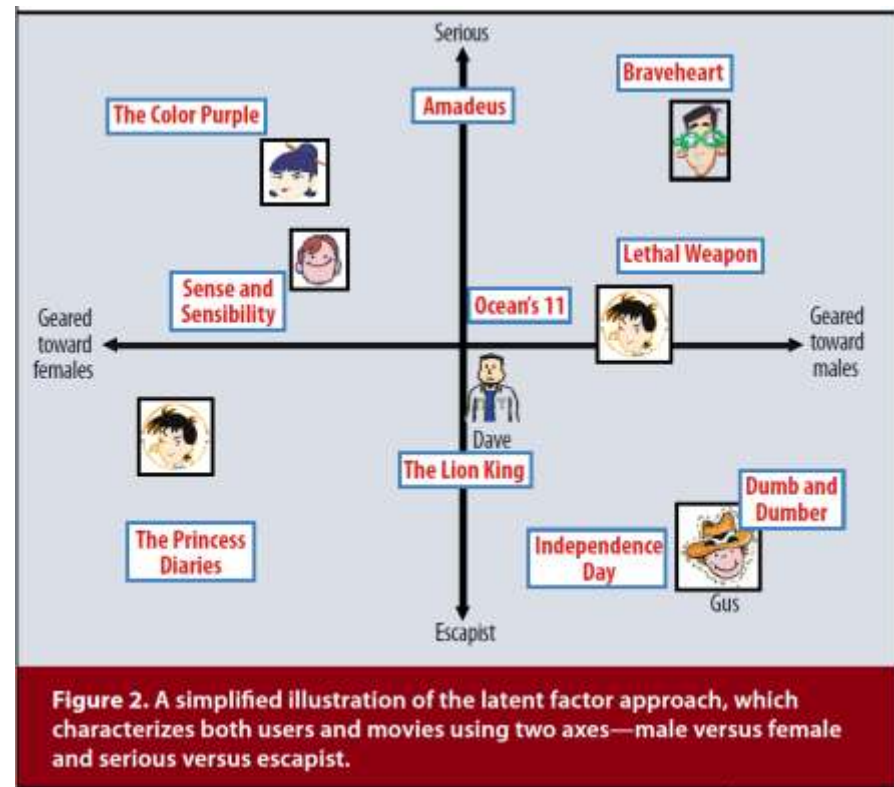 Serious
Braveheart
The Color Purple
Amadeus
Lethal Weapon
Sense and
Sensibility
Ocean's 11
Geared
toward
females
Geared
toward
males
Dave
The Lion King
Dumb and
Dumber
The Princess
Diaries
Independence
Day
Gus
Escapist
Figure 2. A simplified illustration of the latent factor approach, which
characterizes both users and movies using two axes—male versus female
and serious versus escapist.